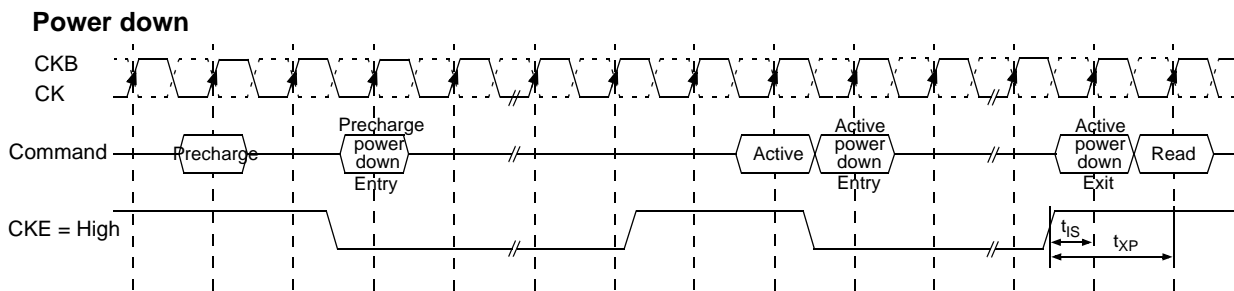 Power down
CKB
CK
Command
Precharge
Precharge
power
down
Entry
Active
Active
power
down
Entry
Active
power
down
Exit
Read
CKE = High
tIS
tXP